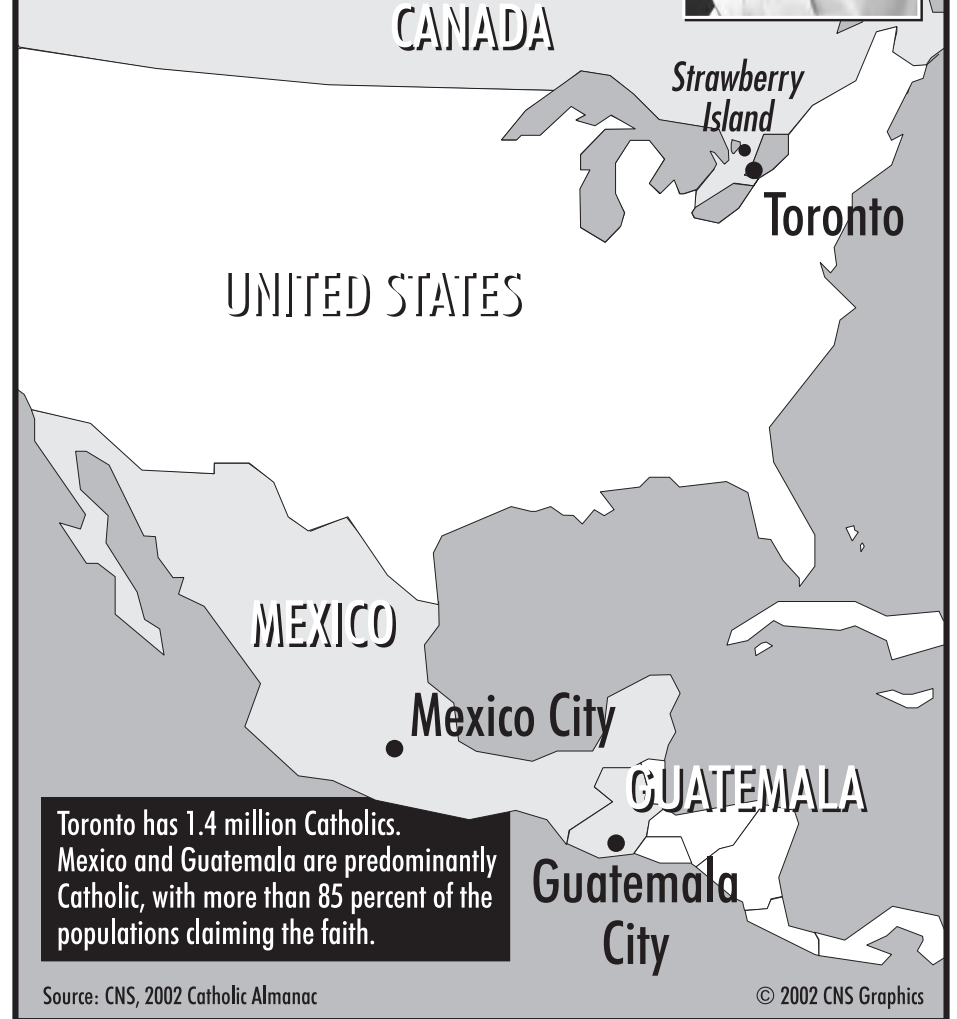 CANADA
Strawberry
Island
Toronto
UNITED STATES
MEXICO
Mexico City
GUATEMALA
Guatemala
City
Toronto has 1.4 million Catholics.
Mexico and Guatemala are predominantly
Catholic, with more than 85 percent of the
populations claiming the faith.
Source: CNS, 2002 Catholic Almanac
© 2002 CNS Graphics